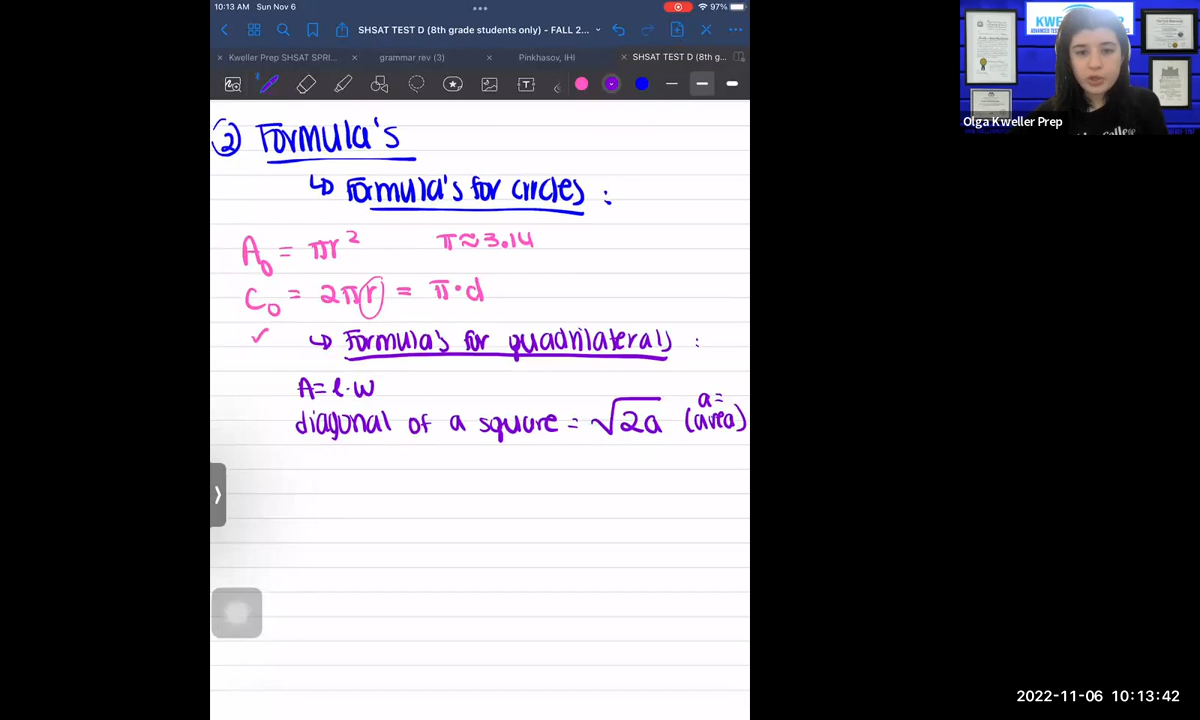 10:13 AM Sun Nov 6
97%
SHSAT TEST D (8th grade students only) - FALL 2...
Kweller Prep SHSAT SPRI...
grammar rev (3)
Pinkhasov, IHI
SHSAT TEST D (8th g...
② Formula's
↳ Formula's for circles :
A○ = πr² π≈3.14
C○ = 2πr = π·d
✓ ↳ Formula's for quadrilaterals :
A= l·w
diagonal of a square = √2a (a= area)
Olga Kweller Prep
2022-11-06 10:13:42